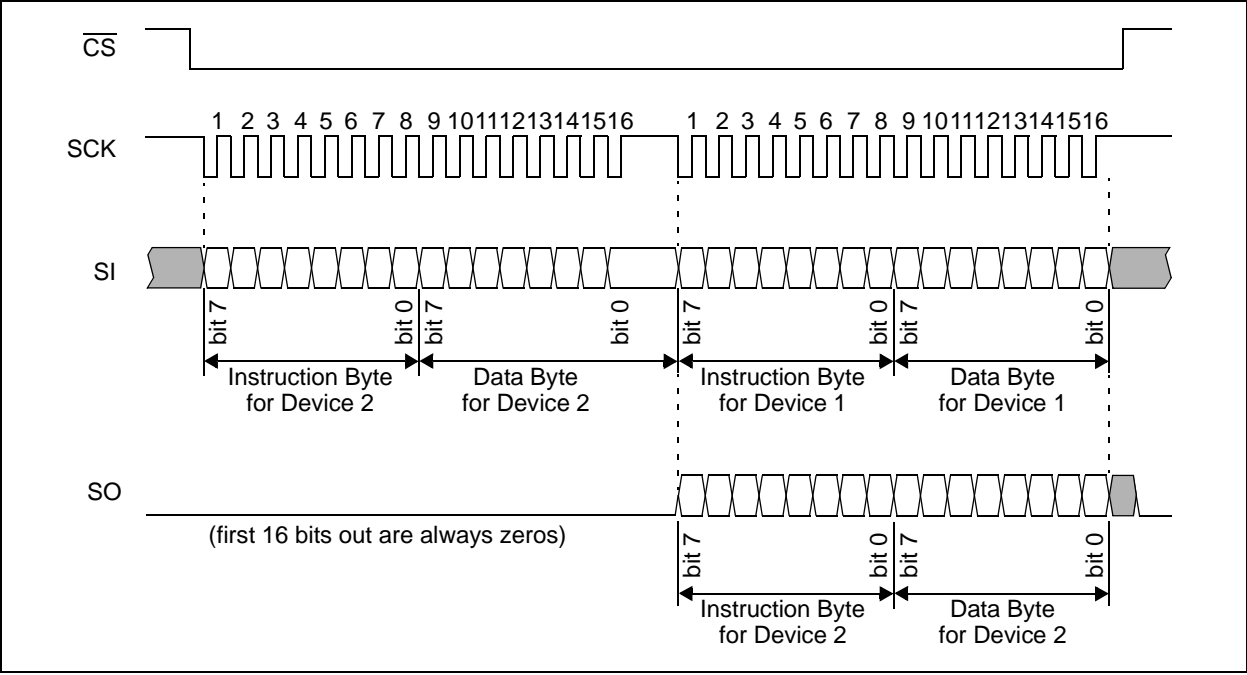 CS
1 2 3 4 5 6 7 8 9 10 11 12 13 14 15 16 1 2 3 4 5 6 7 8 9 10 11 12 13 14 15 16
SCK
SI
bit 7 bit 0 bit 7 bit 0 bit 7 bit 0 bit 7 bit 0
Instruction Byte Data Byte Instruction Byte Data Byte
for Device 2 for Device 2 for Device 1 for Device 1
SO
(first 16 bits out are always zeros)
bit 7 bit 0 bit 7 bit 0
Instruction Byte Data Byte
for Device 2 for Device 2